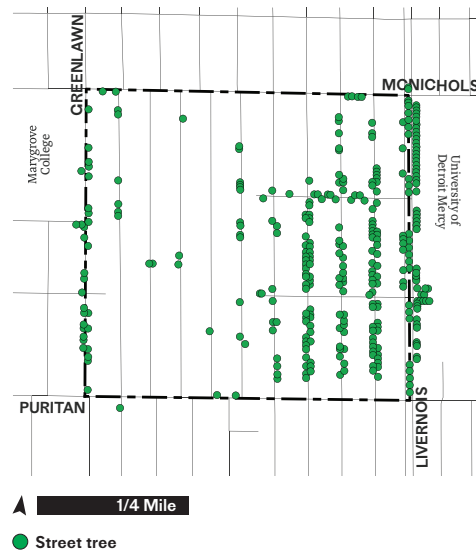 GREENLAWN
MCNICHOLS
Marygrove
College
University of
Detroit Mercy
PURITAN
LIVERNOIS
1/4 Mile
Street tree